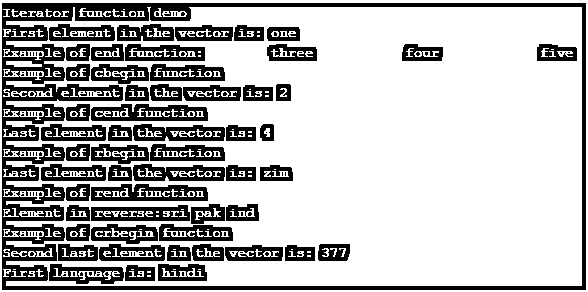 Iterator function demo
First element in the vector is: one
Example of end function: three four five
Example of cbegin function
Second element in the vector is: 2
Example of cend function
Last element in the vector is: 4
Example of rbegin function
Last element in the vector is: zim
Example of rend function
Element in reverse:sri pak ind
Example of crbegin function
Second last element in the vector is: 377
First language is: hindi